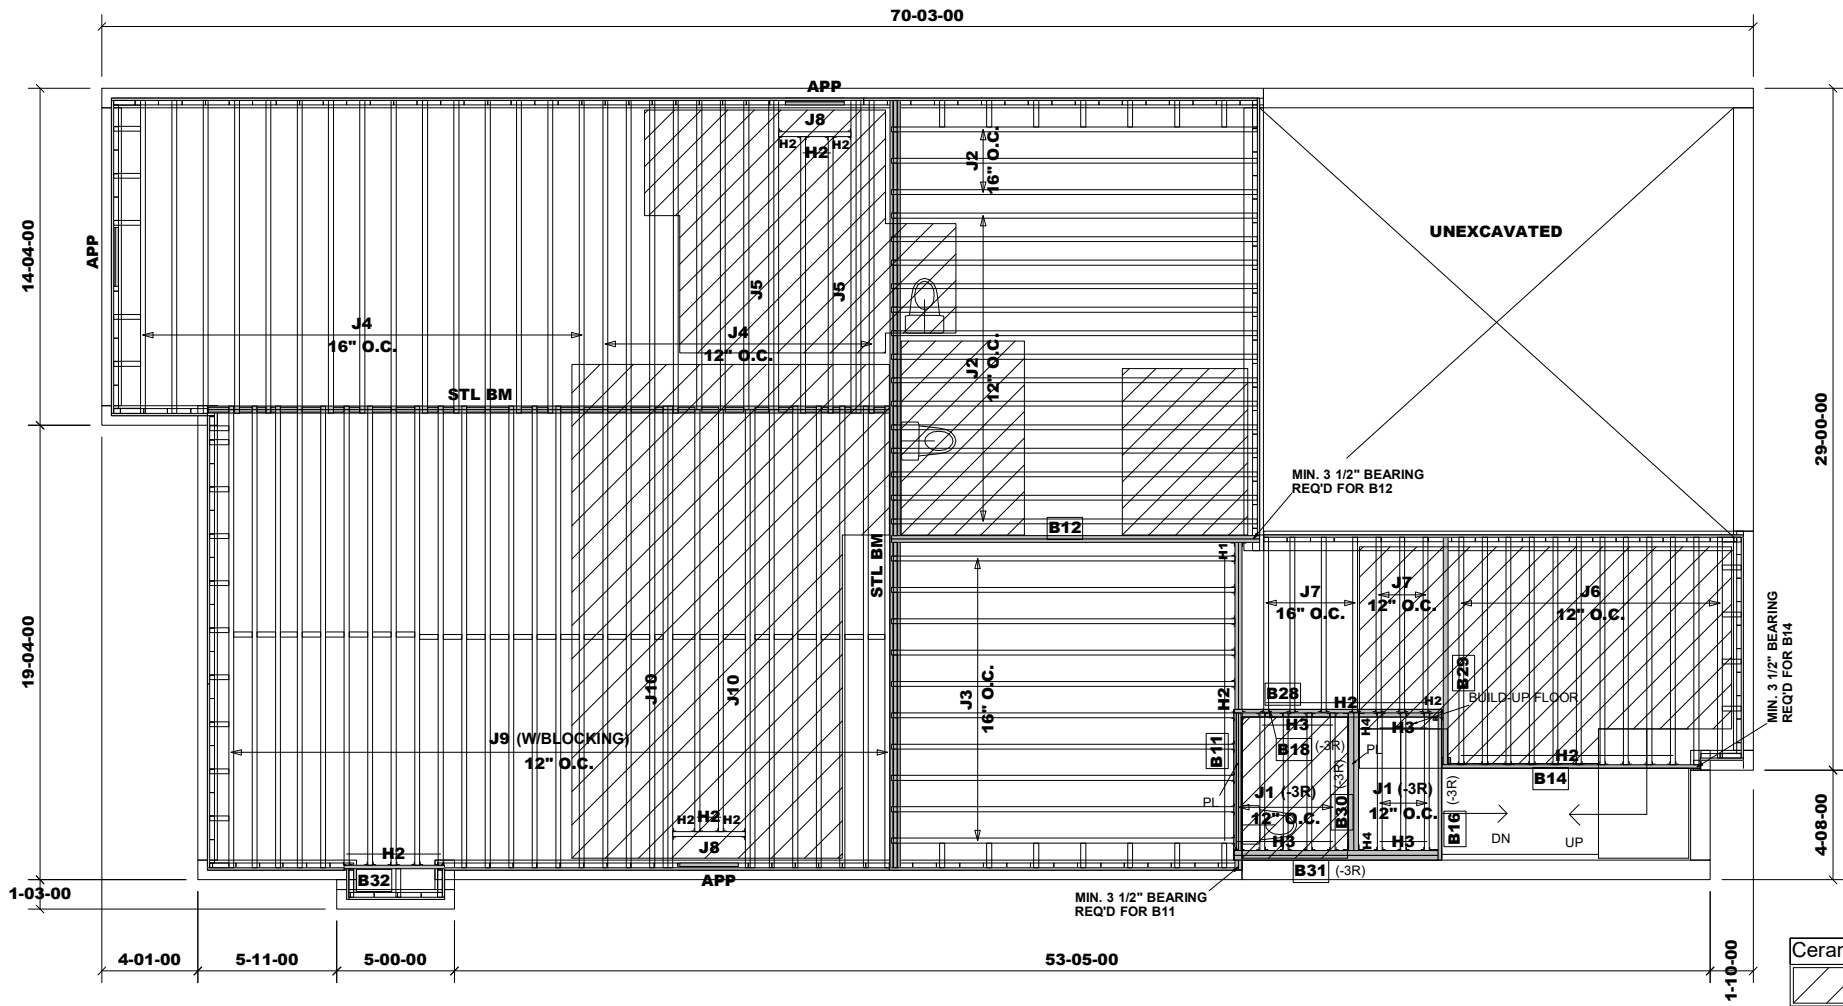 70-03-00
APP
J8
H2
H2
H2
J2
16" O.C.
14-04-00
APP
UNEXCAVATED
J5
J5
J4
16" O.C.
J4
12" O.C.
J2
12" O.C.
29-00-00
STL BM
MIN. 3 1/2" BEARING
REQ'D FOR B12
B12
STL BM
H1
J7
16" O.C.
J7
12" O.C.
J6
12" O.C.
MIN. 3 1/2" BEARING
REQ'D FOR B14
19-04-00
J10
J10
J3
16" O.C.
H2
B28
H2
H2
B29
BUILD-UP FLOOR
J9 (W/BLOCKING)
12" O.C.
B11
H3
B18 (-3R)
H4
H3
PL
H2
B14
PL
J1 (-3R)
12" O.C.
B30 (-3R)
J1 (-3R)
12" O.C.
B16 (-3R)
DN
UP
4-08-00
H2
H2
H2
J8
H3
H4
H3
H2
B32
APP
B31 (-3R)
1-03-00
MIN. 3 1/2" BEARING
REQ'D FOR B11
4-01-00
5-11-00
5-00-00
53-05-00
1-10-00